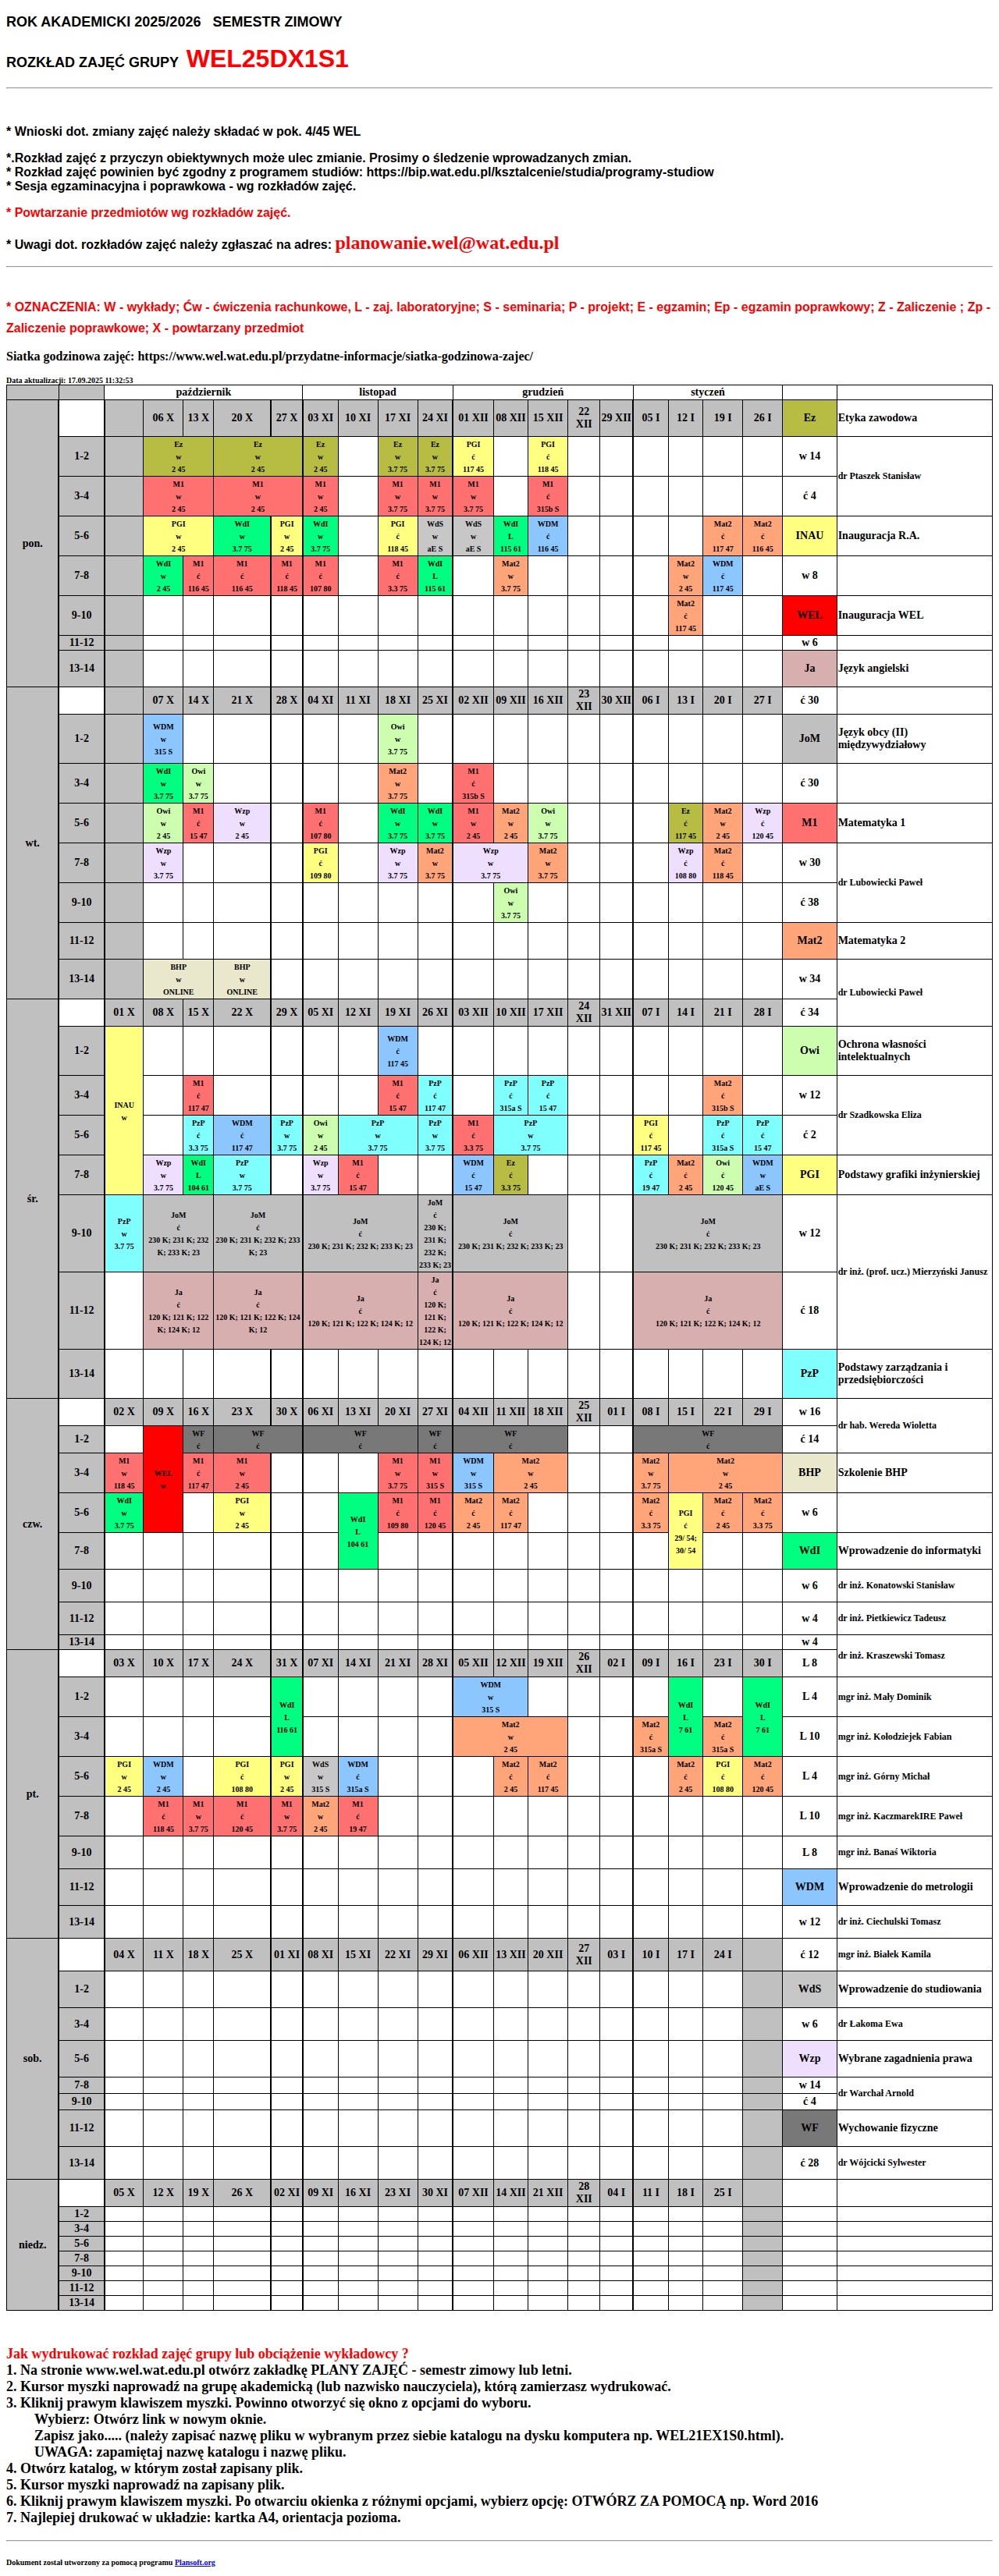 ROK AKADEMICKI 2025/2026 SEMESTR ZIMOWY
ROZKŁAD ZAJĘĆ GRUPY WEL25DX1S1
* Wnioski dot. zmiany zajęć należy składać w pok. 4/45 WEL
*.Rozkład zajęć z przyczyn obiektywnych może ulec zmianie. Prosimy o śledzenie wprowadzanych zmian.
* Rozkład zajęć powinien być zgodny z programem studiów: https://bip.wat.edu.pl/ksztalcenie/studia/programy-studiow
* Sesja egzaminacyjna i poprawkowa - wg rozkładów zajęć.
* Powtarzanie przedmiotów wg rozkładów zajęć.
* Uwagi dot. rozkładów zajęć należy zgłaszać na adres: planowanie.wel@wat.edu.pl
* OZNACZENIA: W - wykłady; Ćw - ćwiczenia rachunkowe, L - zaj. laboratoryjne; S - seminaria; P - projekt; E - egzamin; Ep - egzamin poprawkowy; Z - Zaliczenie ; Zp -
Zaliczenie poprawkowe; X - powtarzany przedmiot
Siatka godzinowa zajęć: https://www.wel.wat.edu.pl/przydatne-informacje/siatka-godzinowa-zajec/
Data aktualizacji: 17.09.2025 11:32:53
październik listopad grudzień styczeń
pon. 06 X 13 X 20 X 27 X 03 XI 10 XI 17 XI 24 XI 01 XII 08 XII 15 XII 22 XII 29 XII 05 I 12 I 19 I 26 I Ez Etyka zawodowa
1-2 Ez w 2 45 Ez w 2 45 Ez w 2 45 Ez w 3.7 75 Ez w 3.7 75 PGI ć 117 45 PGI ć 118 45 w 14 dr Ptaszek Stanisław
3-4 M1 w 2 45 M1 w 2 45 M1 w 2 45 M1 w 3.7 75 M1 w 3.7 75 M1 w 3.7 75 M1 ć 315b S ć 4
5-6 PGI w 2 45 WdI w 3.7 75 PGI w 2 45 WdI w 3.7 75 PGI ć 118 45 WdS w aE S WdS w aE S WdI L 115 61 WDM ć 116 45 Mat2 ć 117 47 Mat2 ć 116 45 INAU Inauguracja R.A.
7-8 WdI w 2 45 M1 ć 116 45 M1 ć 116 45 M1 ć 118 45 M1 ć 107 80 M1 ć 3.3 75 WdI L 115 61 Mat2 w 3.7 75 Mat2 w 2 45 WDM ć 117 45 w 8
9-10 Mat2 ć 117 45 WEL Inauguracja WEL
11-12 w 6
13-14 Ja Język angielski
wt. 07 X 14 X 21 X 28 X 04 XI 11 XI 18 XI 25 XI 02 XII 09 XII 16 XII 23 XII 30 XII 06 I 13 I 20 I 27 I ć 30
1-2 WDM w 315 S Owi w 3.7 75 JoM Język obcy (II) międzywydziałowy
3-4 WdI w 3.7 75 Owi w 3.7 75 Mat2 w 3.7 75 M1 ć 315b S ć 30
5-6 Owi w 2 45 M1 ć 15 47 Wzp w 2 45 M1 ć 107 80 WdI w 3.7 75 WdI w 3.7 75 M1 w 2 45 Mat2 w 2 45 Owi w 3.7 75 Ez ć 117 45 Mat2 w 2 45 Wzp ć 120 45 M1 Matematyka 1
7-8 Wzp w 3.7 75 PGI ć 109 80 Wzp w 3.7 75 Mat2 w 3.7 75 Wzp w 3.7 75 Mat2 w 3.7 75 Wzp ć 108 80 Mat2 ć 118 45 w 30 dr Lubowiecki Paweł
9-10 Owi w 3.7 75 ć 38
11-12 Mat2 Matematyka 2
13-14 BHP w ONLINE BHP w ONLINE w 34 dr Lubowiecki Paweł
śr. 01 X 08 X 15 X 22 X 29 X 05 XI 12 XI 19 XI 26 XI 03 XII 10 XII 17 XII 24 XII 31 XII 07 I 14 I 21 I 28 I ć 34
1-2 INAU w WDM ć 117 45 Owi Ochrona własności intelektualnych
3-4 M1 ć 117 47 M1 ć 15 47 PzP ć 117 47 PzP ć 315a S PzP ć 15 47 Mat2 ć 315b S w 12 dr Szadkowska Eliza
5-6 PzP ć 3.3 75 WDM ć 117 47 PzP w 3.7 75 Owi w 2 45 PzP w 3.7 75 PzP w 3.7 75 M1 ć 3.3 75 PzP w 3.7 75 PGI ć 117 45 PzP ć 315a S PzP ć 15 47 ć 2
7-8 Wzp w 3.7 75 WdI L 104 61 PzP w 3.7 75 Wzp w 3.7 75 M1 ć 15 47 WDM ć 15 47 Ez ć 3.3 75 PzP ć 19 47 Mat2 ć 2 45 Owi ć 120 45 WDM w aE S PGI Podstawy grafiki inżynierskiej
9-10 PzP w 3.7 75 JoM ć 230 K; 231 K; 232 K; 233 K; 23 JoM ć 230 K; 231 K; 232 K; 233 K; 23 JoM ć 230 K; 231 K; 232 K; 233 K; 23 JoM ć 230 K; 231 K; 232 K; 233 K; 23 JoM ć 230 K; 231 K; 232 K; 233 K; 23 JoM ć 230 K; 231 K; 232 K; 233 K; 23 w 12 dr inż. (prof. ucz.) Mierzyński Janusz
11-12 Ja ć 120 K; 121 K; 122 K; 124 K; 12 Ja ć 120 K; 121 K; 122 K; 124 K; 12 Ja ć 120 K; 121 K; 122 K; 124 K; 12 Ja ć 120 K; 121 K; 122 K; 124 K; 12 Ja ć 120 K; 121 K; 122 K; 124 K; 12 Ja ć 120 K; 121 K; 122 K; 124 K; 12 ć 18
13-14 PzP Podstawy zarządzania i przedsiębiorczości
czw. 02 X 09 X 16 X 23 X 30 X 06 XI 13 XI 20 XI 27 XI 04 XII 11 XII 18 XII 25 XII 01 I 08 I 15 I 22 I 29 I w 16 dr hab. Wereda Wioletta
1-2 WEL w WF ć WF ć WF ć WF ć WF ć WF ć ć 14
3-4 M1 w 118 45 M1 ć 117 47 M1 w 2 45 M1 w 3.7 75 M1 w 315 S WDM w 315 S Mat2 w 2 45 Mat2 w 3.7 75 Mat2 w 2 45 BHP Szkolenie BHP
5-6 WdI w 3.7 75 PGI w 2 45 WdI L 104 61 M1 ć 109 80 M1 ć 120 45 Mat2 ć 2 45 Mat2 ć 117 47 Mat2 ć 3.3 75 PGI ć 29/ 54; 30/ 54 Mat2 ć 2 45 Mat2 ć 3.3 75 w 6
7-8 WdI Wprowadzenie do informatyki
9-10 w 6 dr inż. Konatowski Stanisław
11-12 w 4 dr inż. Pietkiewicz Tadeusz
13-14 w 4 dr inż. Kraszewski Tomasz
pt. 03 X 10 X 17 X 24 X 31 X 07 XI 14 XI 21 XI 28 XI 05 XII 12 XII 19 XII 26 XII 02 I 09 I 16 I 23 I 30 I L 8
1-2 WdI L 116 61 WDM w 315 S WdI L 7 61 WdI L 7 61 L 4 mgr inż. Mały Dominik
3-4 Mat2 w 2 45 Mat2 ć 315a S Mat2 ć 315a S L 10 mgr inż. Kołodziejek Fabian
5-6 PGI w 2 45 WDM w 2 45 PGI ć 108 80 PGI w 2 45 WdS w 315 S WDM ć 315a S Mat2 ć 2 45 Mat2 ć 117 45 Mat2 ć 2 45 PGI ć 108 80 Mat2 ć 120 45 L 4 mgr inż. Górny Michał
7-8 M1 ć 118 45 M1 w 3.7 75 M1 ć 120 45 M1 w 3.7 75 Mat2 w 2 45 M1 ć 19 47 L 10 mgr inż. KaczmarekIRE Paweł
9-10 L 8 mgr inż. Banaś Wiktoria
11-12 WDM Wprowadzenie do metrologii
13-14 w 12 dr inż. Ciechulski Tomasz
sob. 04 X 11 X 18 X 25 X 01 XI 08 XI 15 XI 22 XI 29 XI 06 XII 13 XII 20 XII 27 XII 03 I 10 I 17 I 24 I ć 12 mgr inż. Białek Kamila
1-2 WdS Wprowadzenie do studiowania
3-4 w 6 dr Łakoma Ewa
5-6 Wzp Wybrane zagadnienia prawa
7-8 w 14 dr Warchał Arnold
9-10 ć 4
11-12 WF Wychowanie fizyczne
13-14 ć 28 dr Wójcicki Sylwester
niedz. 05 X 12 X 19 X 26 X 02 XI 09 XI 16 XI 23 XI 30 XI 07 XII 14 XII 21 XII 28 XII 04 I 11 I 18 I 25 I
1-2
3-4
5-6
7-8
9-10
11-12
13-14
Jak wydrukować rozkład zajęć grupy lub obciążenie wykładowcy ?
1. Na stronie www.wel.wat.edu.pl otwórz zakładkę PLANY ZAJĘĆ - semestr zimowy lub letni.
2. Kursor myszki naprowadź na grupę akademicką (lub nazwisko nauczyciela), którą zamierzasz wydrukować.
3. Kliknij prawym klawiszem myszki. Powinno otworzyć się okno z opcjami do wyboru.
Wybierz: Otwórz link w nowym oknie.
Zapisz jako..... (należy zapisać nazwę pliku w wybranym przez siebie katalogu na dysku komputera np. WEL21EX1S0.html).
UWAGA: zapamiętaj nazwę katalogu i nazwę pliku.
4. Otwórz katalog, w którym został zapisany plik.
5. Kursor myszki naprowadź na zapisany plik.
6. Kliknij prawym klawiszem myszki. Po otwarciu okienka z różnymi opcjami, wybierz opcję: OTWÓRZ ZA POMOCĄ np. Word 2016
7. Najlepiej drukować w układzie: kartka A4, orientacja pozioma.
Dokument został utworzony za pomocą programu Plansoft.org